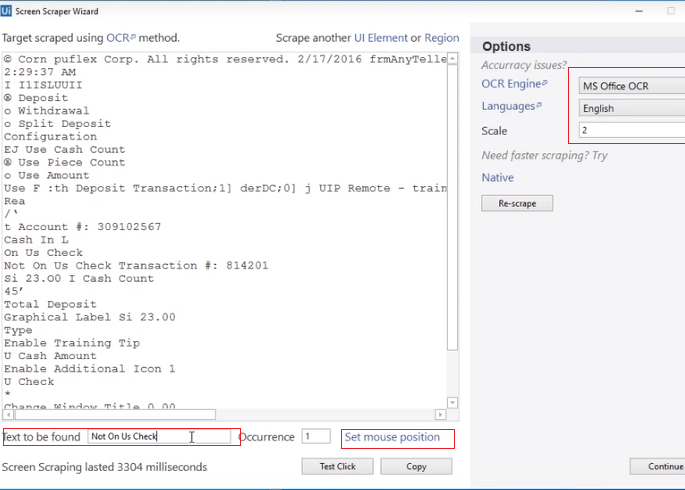 Ui Screen Scraper Wizard
Target scraped using OCR method.
Scrape another UI Element or Region
© Corn puflex Corp. All rights reserved. 2/17/2016 frmAnyTelle
2:29:37 AM
I I1ISLUUII
® Deposit
o Withdrawal
o Split Deposit
Configuration
EJ Use Cash Count
® Use Piece Count
o Use Amount
Use F :th Deposit Transaction;1] derDC;0] j UIP Remote - train
Rea
/‘
t Account #: 309102567
Cash In L
On Us Check
Not On Us Check Transaction #: 814201
Si 23.OO I Cash Count
45’
Total Deposit
Graphical Label Si 23.00
Type
Enable Training Tip
U Cash Amount
Enable Additional Icon 1
U Check
*
Change Window Title 0.00
Text to be found Not On Us Check Occurrence 1 Set mouse position
Screen Scraping lasted 3304 milliseconds Test Click Copy
Options
Accurracy issues?
OCR Engine MS Office OCR
Languages English
Scale 2
Need faster scraping? Try
Native
Re-scrape
Continue